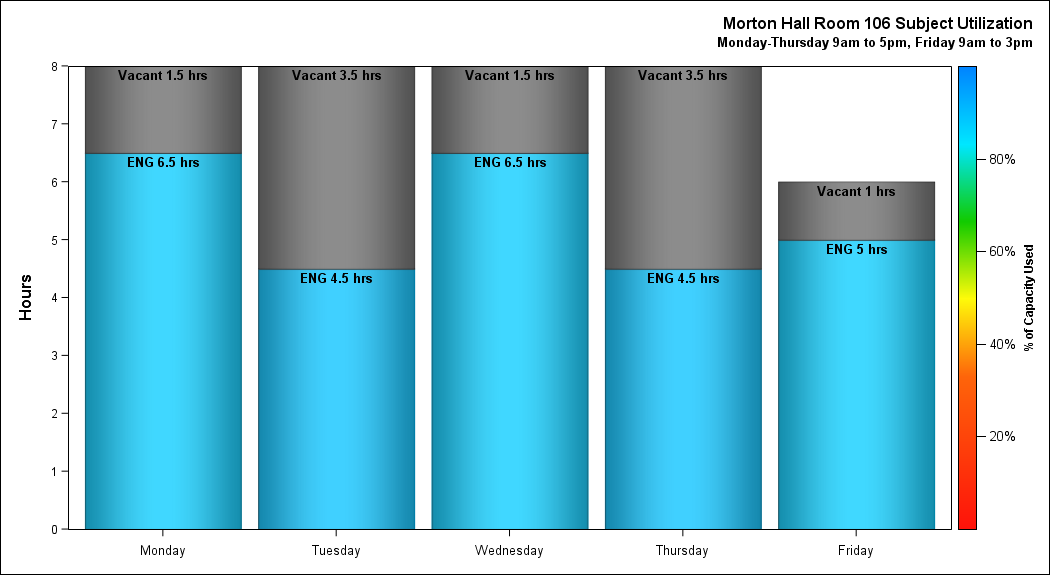 Morton Hall Room 106 Subject Utilization
Monday-Thursday 9am to 5pm, Friday 9am to 3pm
8
7
6
5
4
3
2
1
0
Hours
Vacant 1.5 hrs
ENG 6.5 hrs
Vacant 3.5 hrs
ENG 4.5 hrs
Vacant 1.5 hrs
ENG 6.5 hrs
Vacant 3.5 hrs
ENG 4.5 hrs
Vacant 1 hrs
ENG 5 hrs
Monday
Tuesday
Wednesday
Thursday
Friday
80%
60%
40%
20%
% of Capacity Used